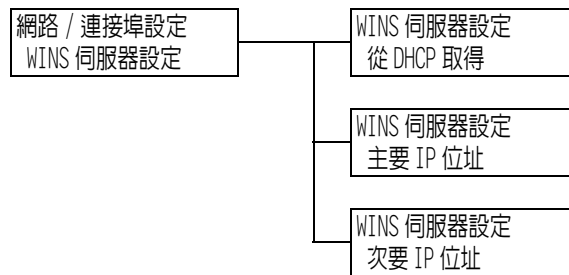 網路 / 連接埠設定
WINS 伺服器設定
WINS 伺服器設定
從 DHCP 取得
WINS 伺服器設定
主要 IP 位址
WINS 伺服器設定
次要 IP 位址